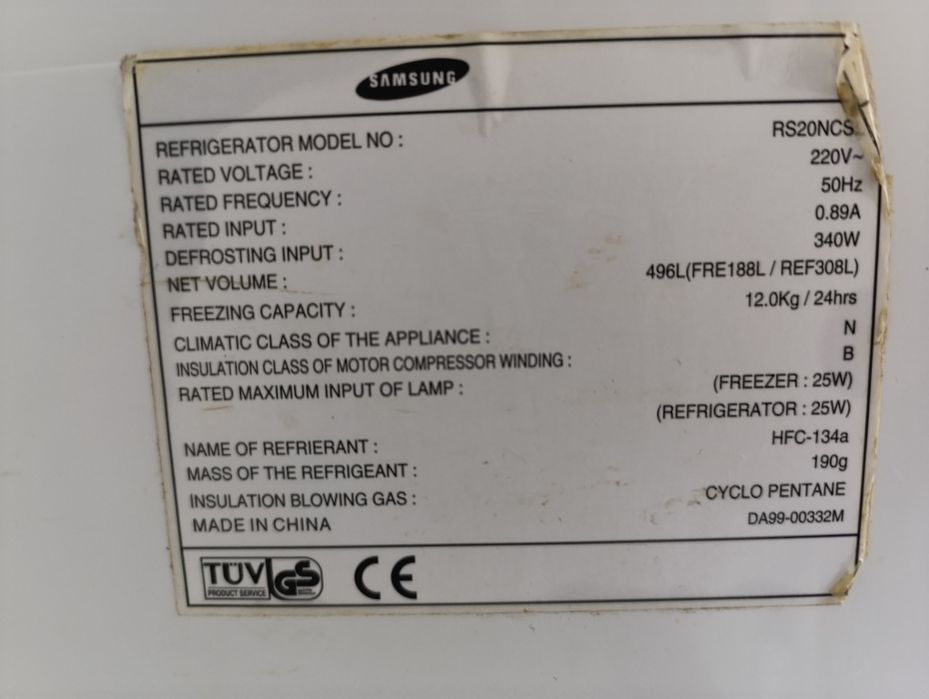 SAMSUNG
REFRIGERATOR MODEL NO : RS20NCS
RATED VOLTAGE : 220V~
RATED FREQUENCY : 50Hz
RATED INPUT : 0.89A
DEFROSTING INPUT : 340W
NET VOLUME : 496L(FRE188L / REF308L)
FREEZING CAPACITY : 12.0Kg / 24hrs
CLIMATIC CLASS OF THE APPLIANCE : N
INSULATION CLASS OF MOTOR COMPRESSOR WINDING : B
RATED MAXIMUM INPUT OF LAMP : (FREEZER : 25W)
(REFRIGERATOR : 25W)
NAME OF REFRIERANT : HFC-134a
MASS OF THE REFRIGEANT : 190g
INSULATION BLOWING GAS : CYCLO PENTANE
MADE IN CHINA DA99-00332M
TÜV GS CE
PRODUCT SERVICE